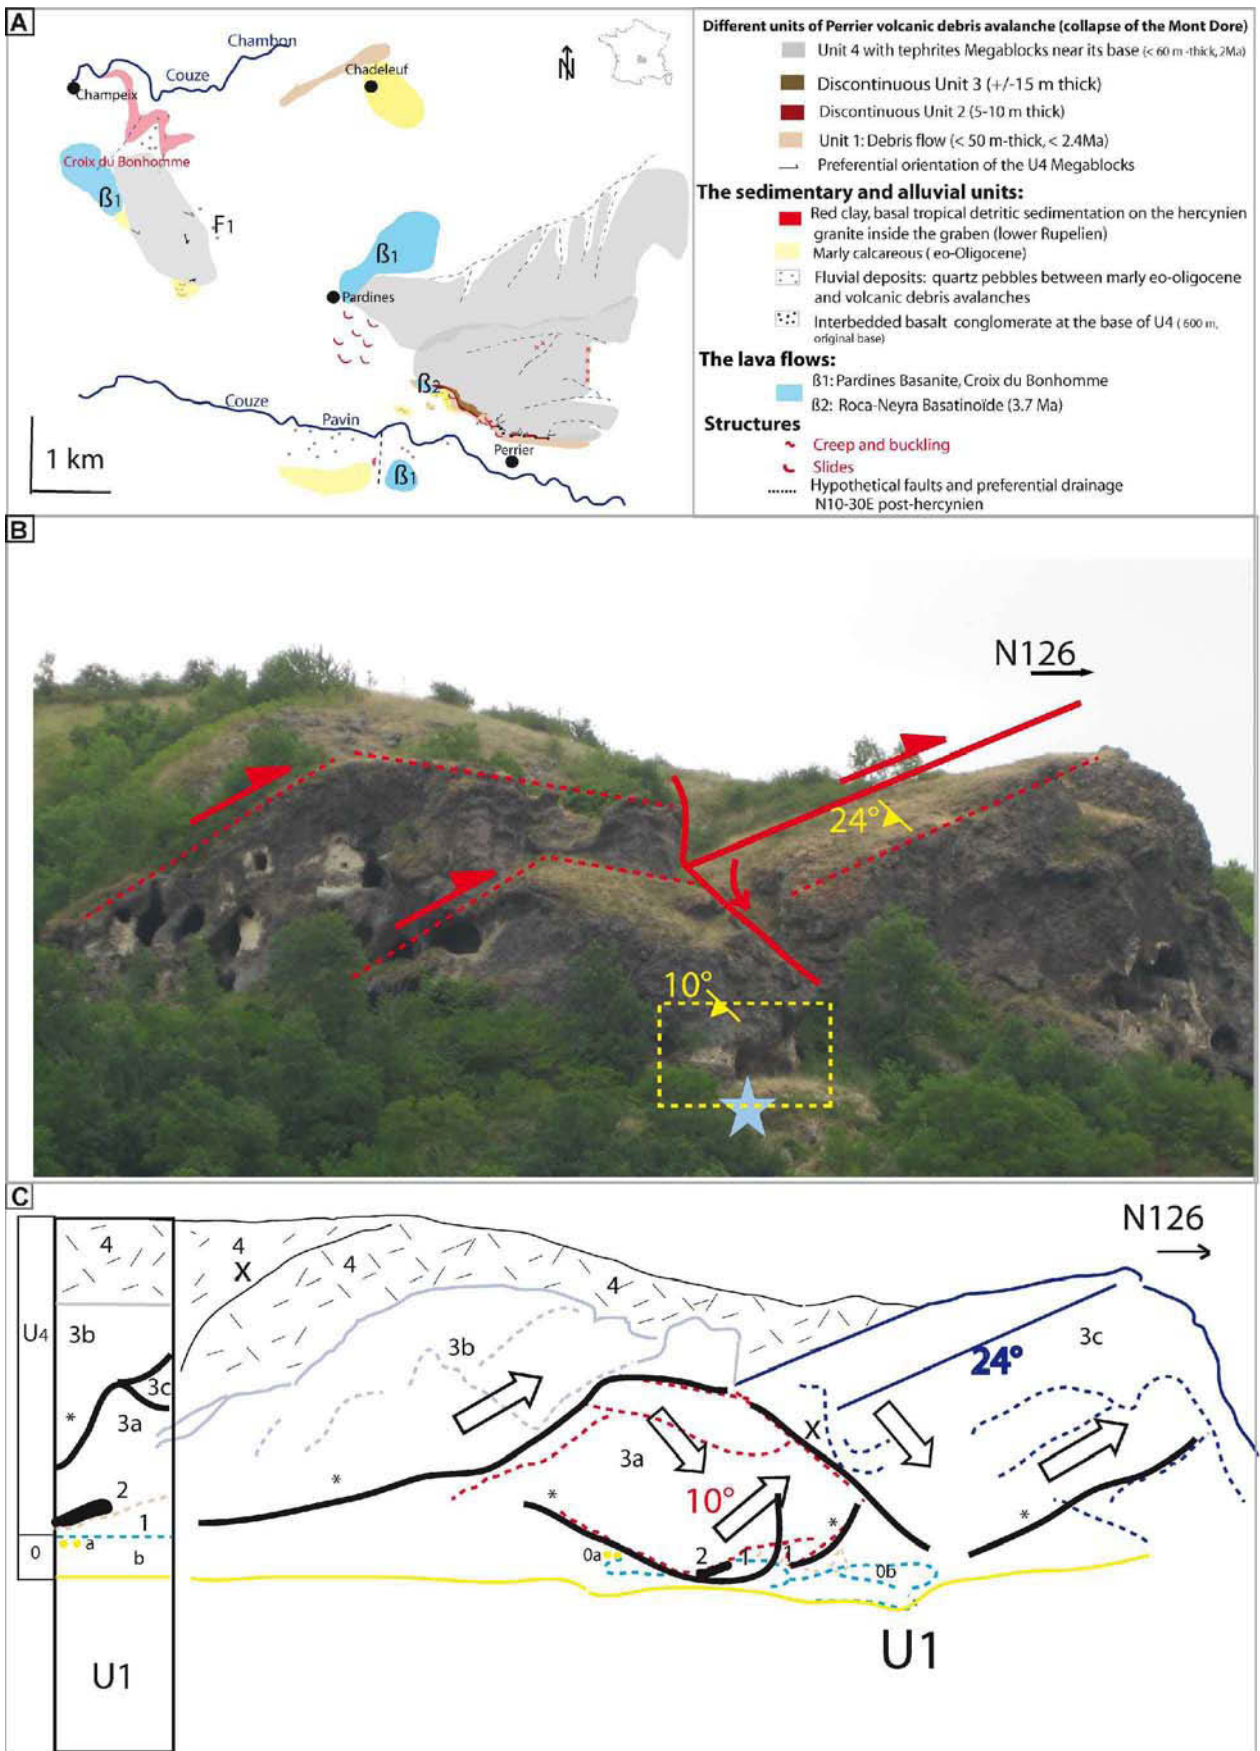 A
Chambon
Couze
Champeix
Chadeleuf
N
Croix du Bonhomme
ß1
F1
ß1
Pardines
ß2
Couze
Pavin
Perrier
ß1
1 km
Different units of Perrier volcanic debris avalanche (collapse of the Mont Dore)
Unit 4 with tephrites Megablocks near its base (< 60 m -thick, 2Ma)
Discontinuous Unit 3 (+/-15 m thick)
Discontinuous Unit 2 (5-10 m thick)
Unit 1: Debris flow (< 50 m-thick, < 2.4Ma)
Preferential orientation of the U4 Megablocks
The sedimentary and alluvial units:
Red clay, basal tropical detritic sedimentation on the hercynien
granite inside the graben (lower Rupelien)
Marly calcareous ( eo-Oligocene)
Fluvial deposits: quartz pebbles between marly eo-oligocene
and volcanic debris avalanches
Interbedded basalt conglomerate at the base of U4 ( 600 m,
original base)
The lava flows:
ß1: Pardines Basanite, Croix du Bonhomme
ß2: Roca-Neyra Basatinoïde (3.7 Ma)
Structures
Creep and buckling
Slides
Hypothetical faults and preferential drainage
N10-30E post-hercynien
B
N126
24°
10°
C
N126
4
4
X
4
4
U4
3b
3b
3c
24°
3c
*
3a
X
3a
*
10°
*
*
*
2
1
0a
2
1
1
0b
0
a
b
U1
U1